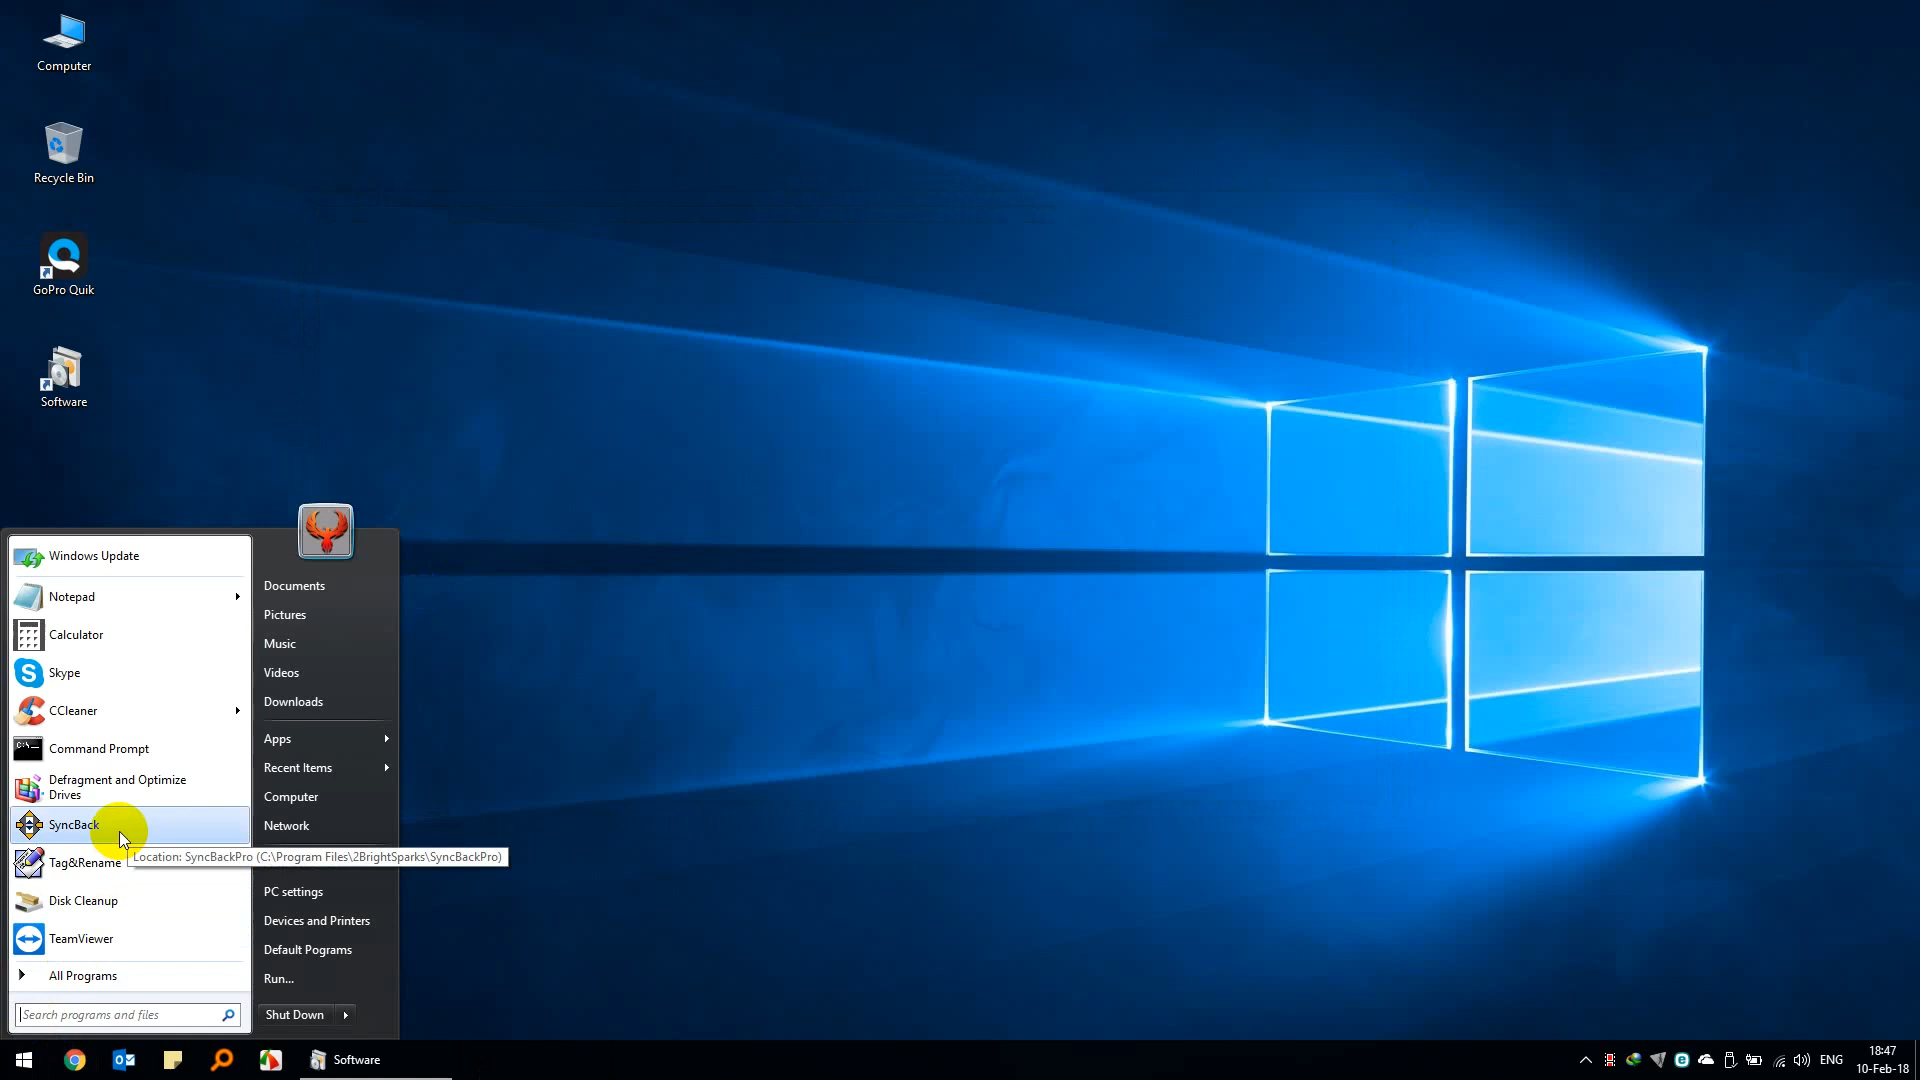 Computer
Recycle Bin
GoPro Quik
Software
Windows Update
Notepad
Calculator
Skype
CCleaner
C:\
Command Prompt
Defragment and Optimize
Drives
SyncBack
Tag&Rename
Location: SyncBackPro (C:\Program Files\2BrightSparks\SyncBackPro)
Disk Cleanup
TeamViewer
All Programs
Search programs and files
Documents
Pictures
Music
Videos
Downloads
Apps
Recent Items
Computer
Network
PC settings
Devices and Printers
Default Pograms
Run...
Shut Down
Software
ENG
18:47
10-Feb-18